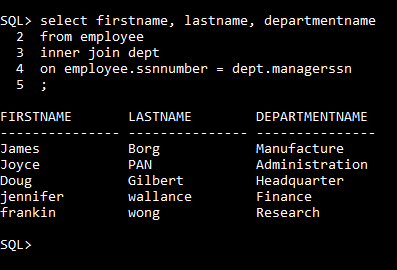 SQL> select firstname, lastname, departmentname
2 from employee
3 inner join dept
4 on employee.ssnnumber = dept.managerssn
5 ;
FIRSTNAME LASTNAME DEPARTMENTNAME
--------------- --------------- ---------------
James Borg Manufacture
Joyce PAN Administration
Doug Gilbert Headquarter
jennifer wallance Finance
frankin wong Research
SQL>